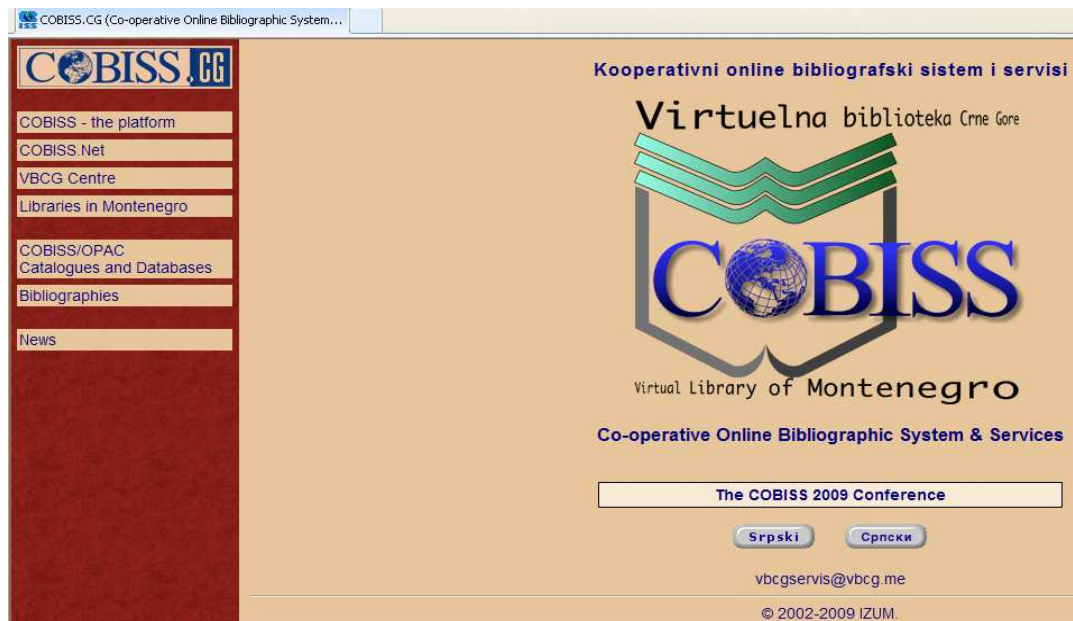 COBISS.CG (Co-operative Online Bibliographic System...
COBISS.CG
COBISS - the platform
COBISS.Net
VBCG Centre
Libraries in Montenegro
COBISS/OPAC
Catalogues and Databases
Bibliographies
News
Kooperativni online bibliografski sistem i servisi
Virtuelna biblioteka Crne Gore
COBISS
Virtual Library of Montenegro
Co-operative Online Bibliographic System & Services
The COBISS 2009 Conference
Srpski Српски
vbcgservis@vbcg.me
© 2002-2009 IZUM.